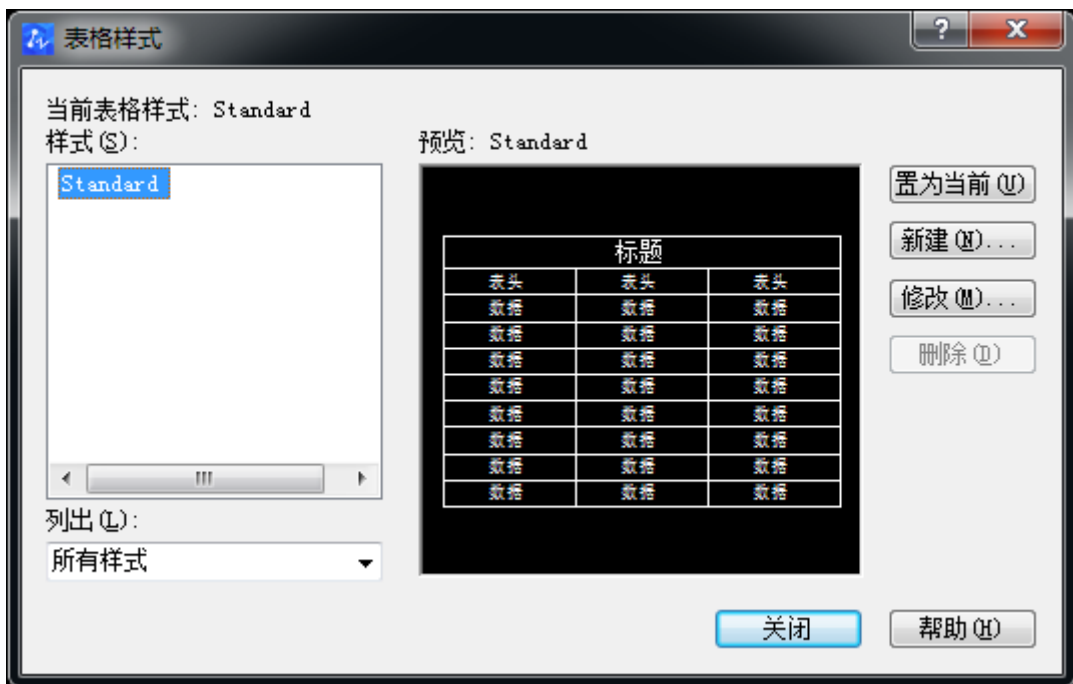 表格样式
当前表格样式: Standard
样式(S):
Standard
列出(L):
所有样式
预览: Standard
标题
表头 表头 表头
数据 数据 数据
数据 数据 数据
数据 数据 数据
数据 数据 数据
数据 数据 数据
数据 数据 数据
数据 数据 数据
数据 数据 数据
置为当前(U)
新建(N)...
修改(M)...
删除(D)
关闭
帮助(H)